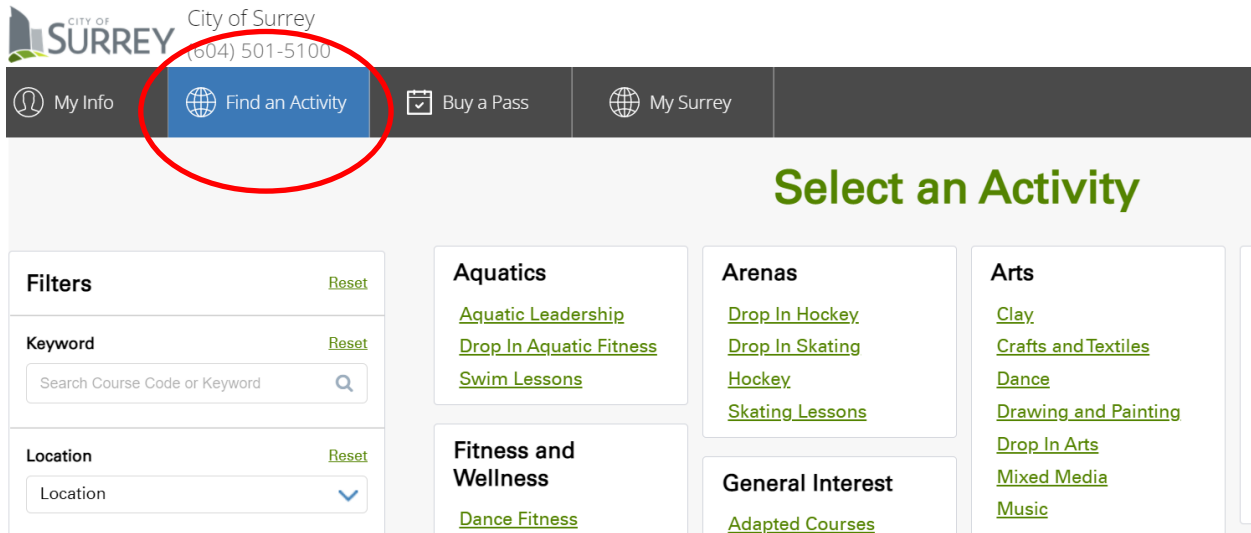 CITY OF
SURREY
City of Surrey
(604) 501-5100
My Info
Find an Activity
Buy a Pass
My Surrey
Select an Activity
Filters
Reset
Keyword
Reset
Search Course Code or Keyword
Location
Reset
Location
Aquatics
Aquatic Leadership
Drop In Aquatic Fitness
Swim Lessons
Fitness and
Wellness
Dance Fitness
Arenas
Drop In Hockey
Drop In Skating
Hockey
Skating Lessons
General Interest
Adapted Courses
Arts
Clay
Crafts and Textiles
Dance
Drawing and Painting
Drop In Arts
Mixed Media
Music